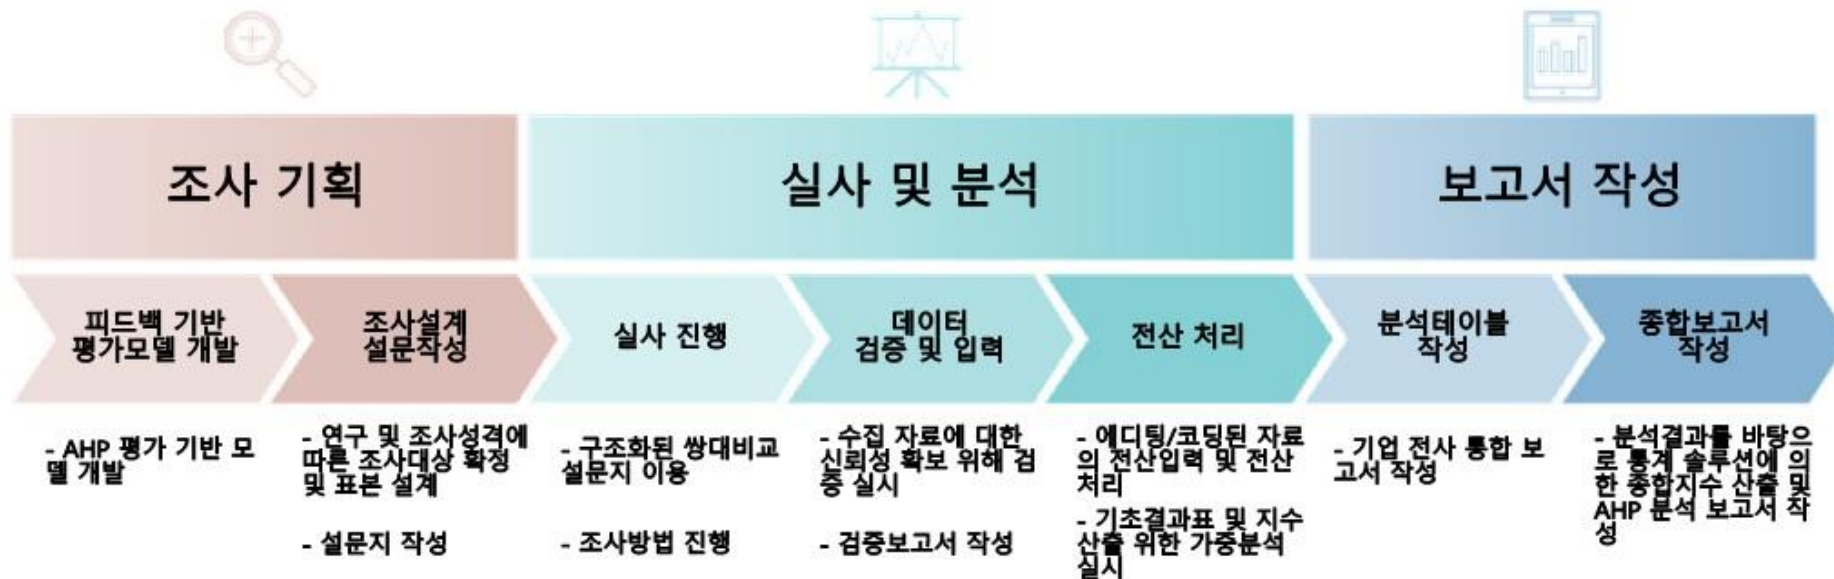 조사 기획
실사 및 분석
보고서 작성
피드백 기반
평가모델 개발
조사설계
설문작성
실사 진행
데이터
검증 및 입력
전산 처리
분석테이블
작성
종합보고서
작성
- AHP 평가 기반 모
델 개발
- 연구 및 조사성격에
따른 조사대상 확정
및 표본 설계
- 설문지 작성
- 구조화된 쌍대비교
설문지 이용
- 조사방법 진행
- 수집 자료에 대한
신뢰성 확보 위해 검
증 실시
- 검증보고서 작성
- 에디팅/코딩된 자료
의 전산입력 및 전산
처리
- 기초결과표 및 지수
산출 위한 가중분석
실시
- 기업 전사 통합 보
고서 작성
- 분석결과를 바탕으
로 통계 솔루션에 의
한 종합지수 산출 및
AHP 분석 보고서 작
성